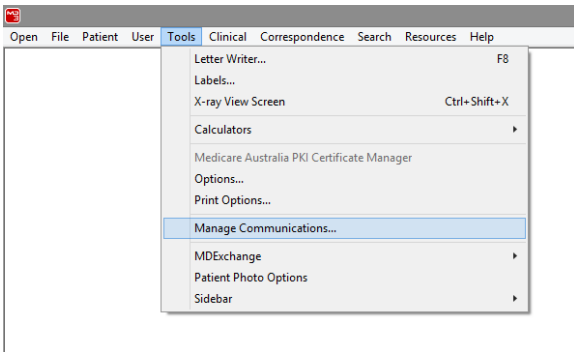 Open File Patient User Tools Clinical Correspondence Search Resources Help
Letter Writer... F8
Labels...
X-ray View Screen Ctrl+Shift+X
Calculators
Medicare Australia PKI Certificate Manager
Options...
Print Options...
Manage Communications...
MDExchange
Patient Photo Options
Sidebar